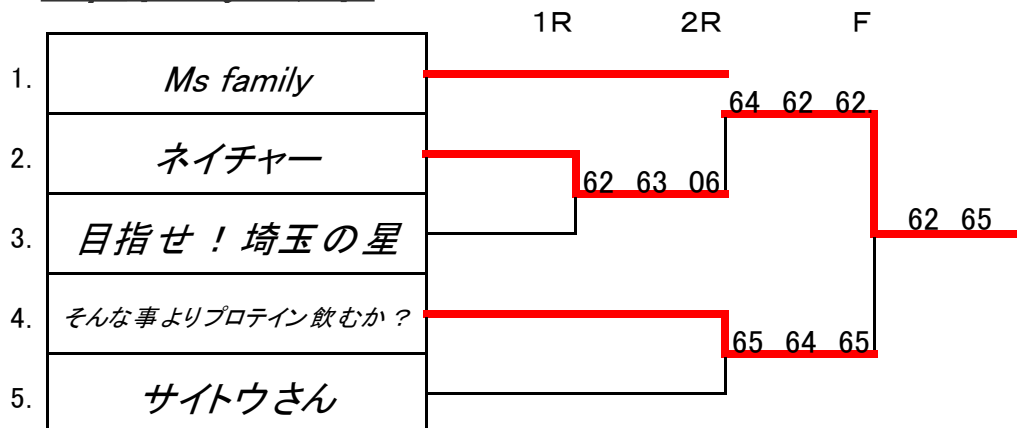 1R 2R F
1. Ms family
64 62 62.
2. ネイチャー
62 63 06
3. 目指せ！埼玉の星
62 65
4. そんな事よりプロテイン飲むか？
65 64 65
5. サイトウさん